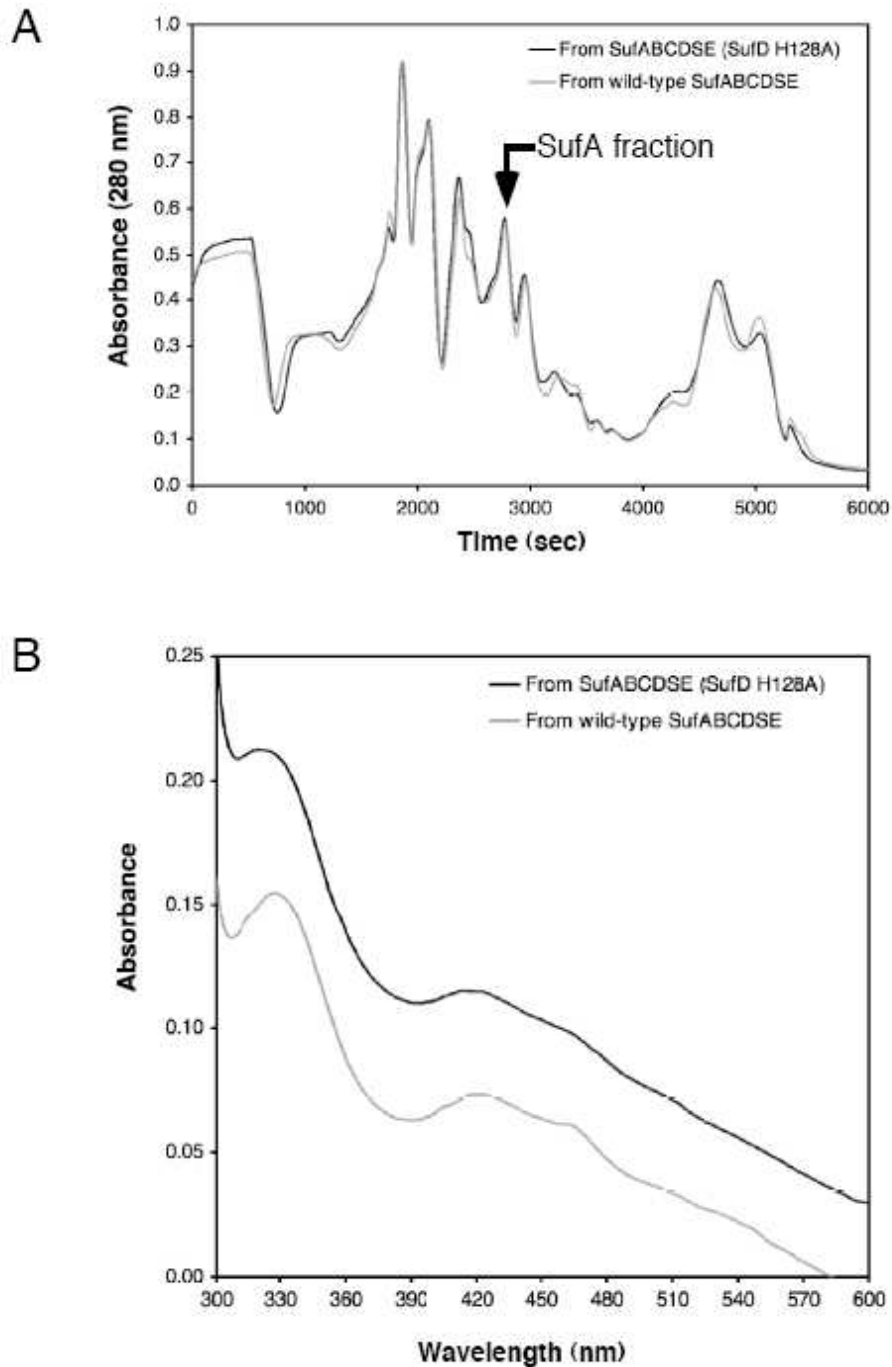 A
From SufABCDSE (SufD H128A)
From wild-type SufABCDSE
SufA fraction
Absorbance (280 nm)
1.0
0.9
0.8
0.7
0.6
0.5
0.4
0.3
0.2
0.1
0.0
0 1000 2000 3000 4000 5000 6000
Time (sec)
B
From SufABCDSE (SufD H128A)
From wild-type SufABCDSE
Absorbance
0.25
0.20
0.15
0.10
0.05
0.00
300 330 360 390 420 450 480 510 540 570 600
Wavelength (nm)